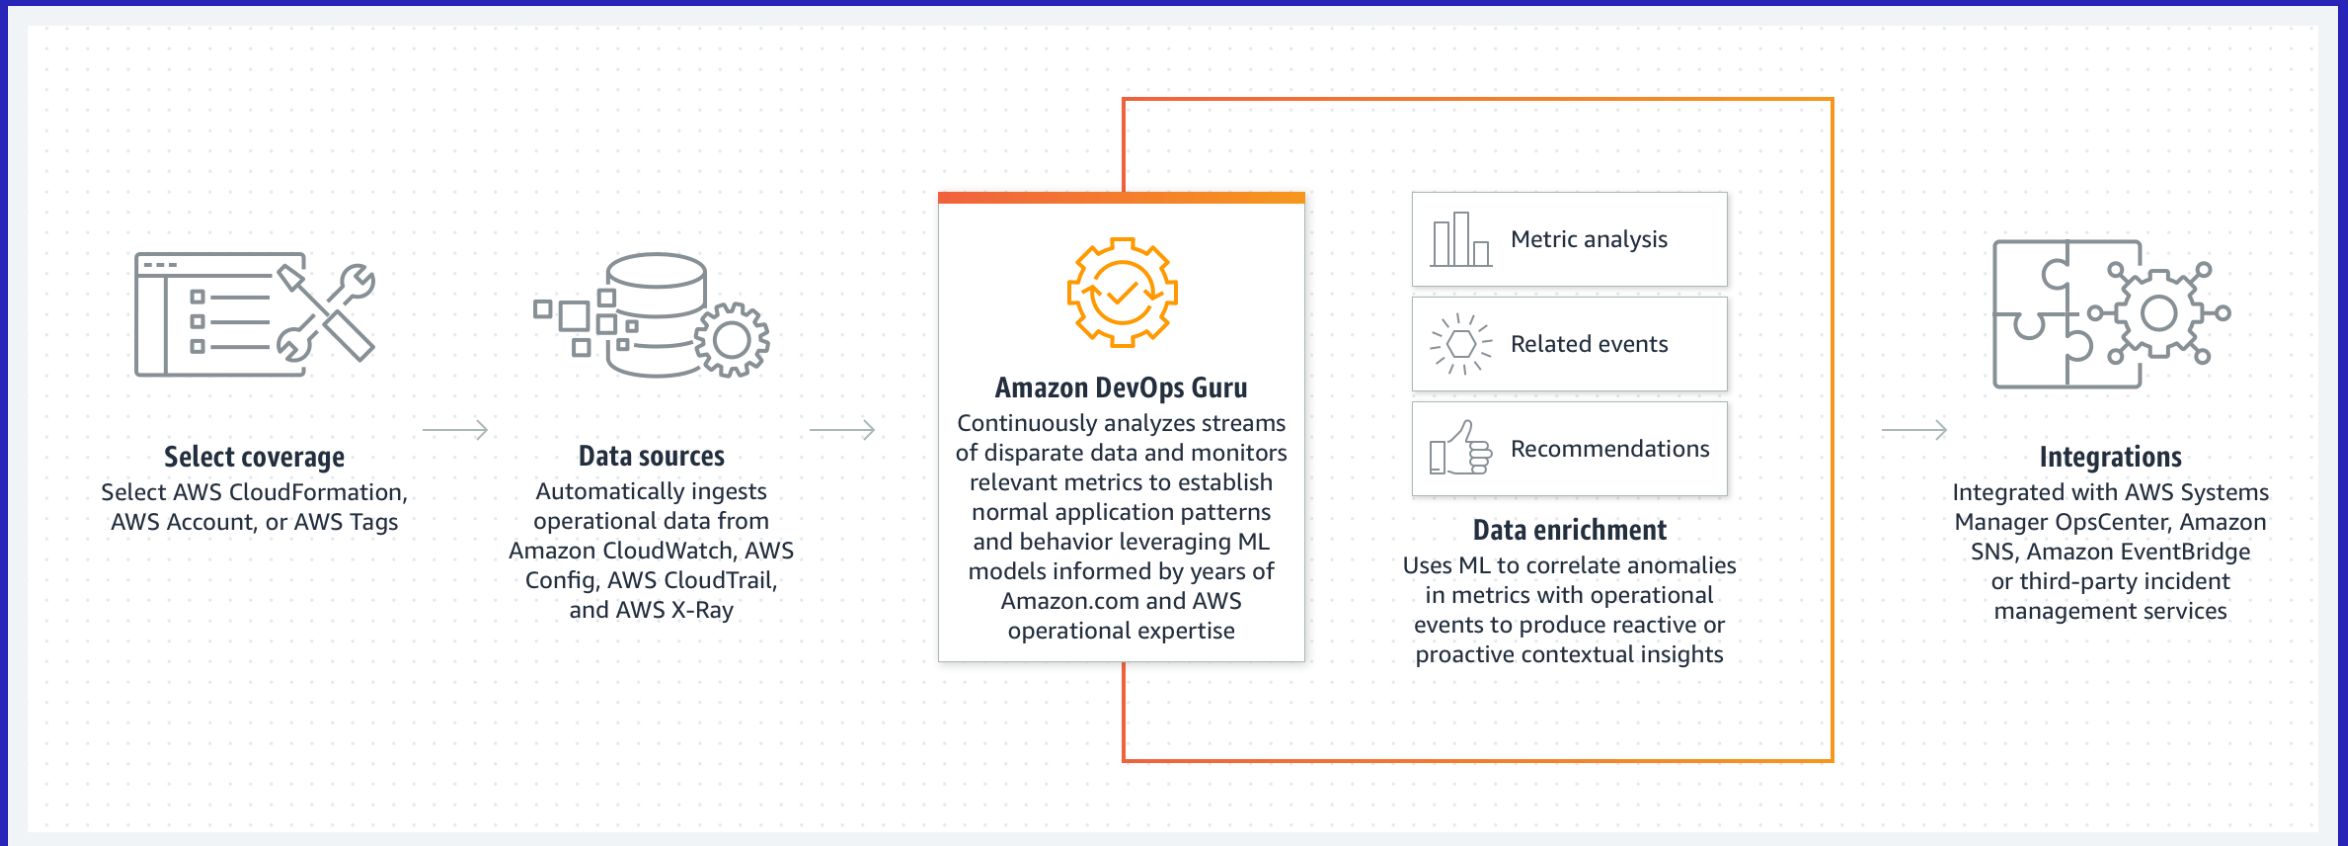 Select coverage
Select AWS CloudFormation,
AWS Account, or AWS Tags
Data sources
Automatically ingests
operational data from
Amazon CloudWatch, AWS
Config, AWS CloudTrail,
and AWS X-Ray
Amazon DevOps Guru
Continuously analyzes streams
of disparate data and monitors
relevant metrics to establish
normal application patterns
and behavior leveraging ML
models informed by years of
Amazon.com and AWS
operational expertise
Metric analysis
Related events
Recommendations
Data enrichment
Uses ML to correlate anomalies
in metrics with operational
events to produce reactive or
proactive contextual insights
Integrations
Integrated with AWS Systems
Manager OpsCenter, Amazon
SNS, Amazon EventBridge
or third-party incident
management services